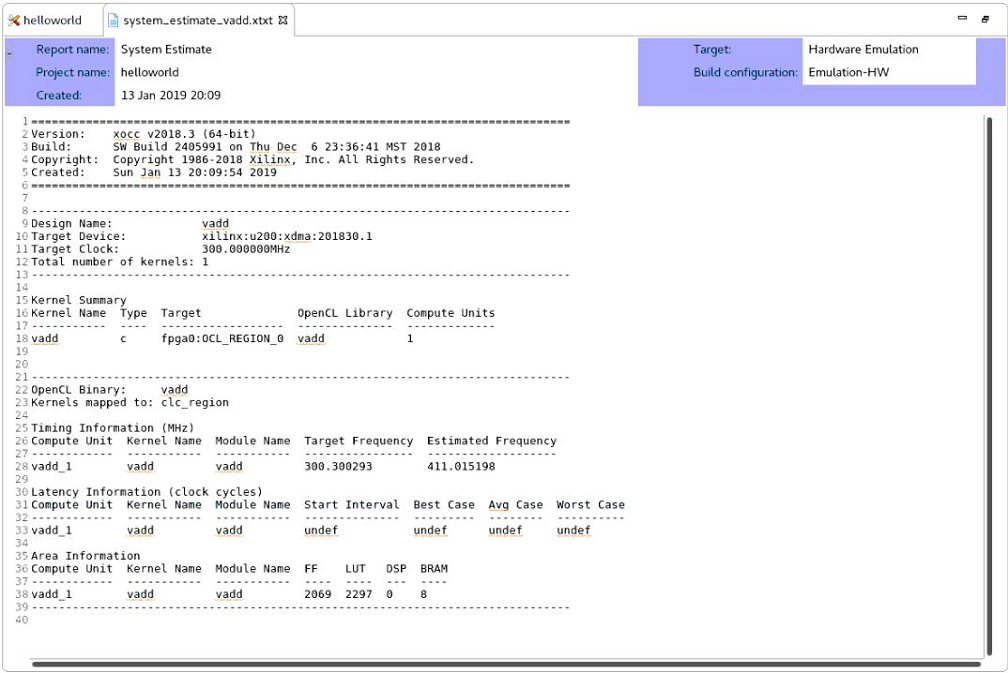 helloworld system_estimate_vadd.xtxt
Report name: System Estimate Target: Hardware Emulation
Project name: helloworld Build configuration: Emulation-HW
Created: 13 Jan 2019 20:09
1 ===============================================================================
2 Version:    xocc v2018.3 (64-bit)
3 Build:      SW Build 2405991 on Thu Dec  6 23:36:41 MST 2018
4 Copyright:  Copyright 1986-2018 Xilinx, Inc. All Rights Reserved.
5 Created:    Sun Jan 13 20:09:54 2019
6 ===============================================================================
7
8 -------------------------------------------------------------------------------
9 Design Name:             vadd
10 Target Device:           xilinx:u200:xdma:201830.1
11 Target Clock:            300.000000MHz
12 Total number of kernels: 1
13 -------------------------------------------------------------------------------
14
15 Kernel Summary
16 Kernel Name  Type  Target              OpenCL Library  Compute Units
17 -----------  ----  ------------------  --------------  -------------
18 vadd         c     fpga0:OCL_REGION_0  vadd            1
19
20
21 -------------------------------------------------------------------------------
22 OpenCL Binary:     vadd
23 Kernels mapped to: clc_region
24
25 Timing Information (MHz)
26 Compute Unit  Kernel Name  Module Name  Target Frequency  Estimated Frequency
27 ------------  -----------  -----------  ----------------  -------------------
28 vadd_1        vadd         vadd         300.300293        411.015198
29
30 Latency Information (clock cycles)
31 Compute Unit  Kernel Name  Module Name  Start Interval  Best Case  Avg Case  Worst Case
32 ------------  -----------  -----------  --------------  ---------  --------  ----------
33 vadd_1        vadd         vadd         undef           undef      undef     undef
34
35 Area Information
36 Compute Unit  Kernel Name  Module Name  FF    LUT   DSP  BRAM
37 ------------  -----------  -----------  ----  ----  ---  ----
38 vadd_1        vadd         vadd         2069  2297  0    8
39 -------------------------------------------------------------------------------
40